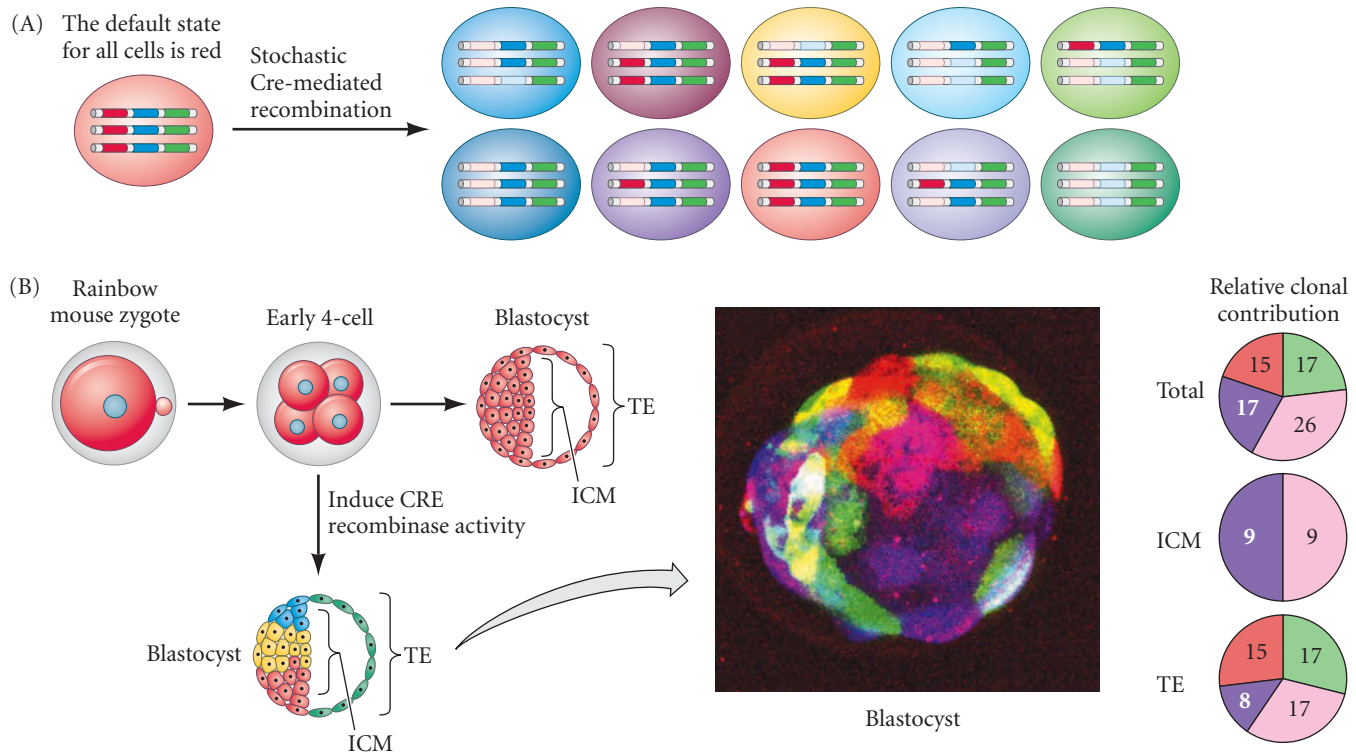 (A)
The default state
for all cells is red
Stochastic
Cre-mediated
recombination
(B)
Rainbow
mouse zygote
Early 4-cell
Blastocyst
TE
ICM
Induce CRE
recombinase activity
Blastocyst
TE
ICM
Blastocyst
Relative clonal
contribution
Total
15
17
17
26
ICM
9
9
TE
15
17
8
17